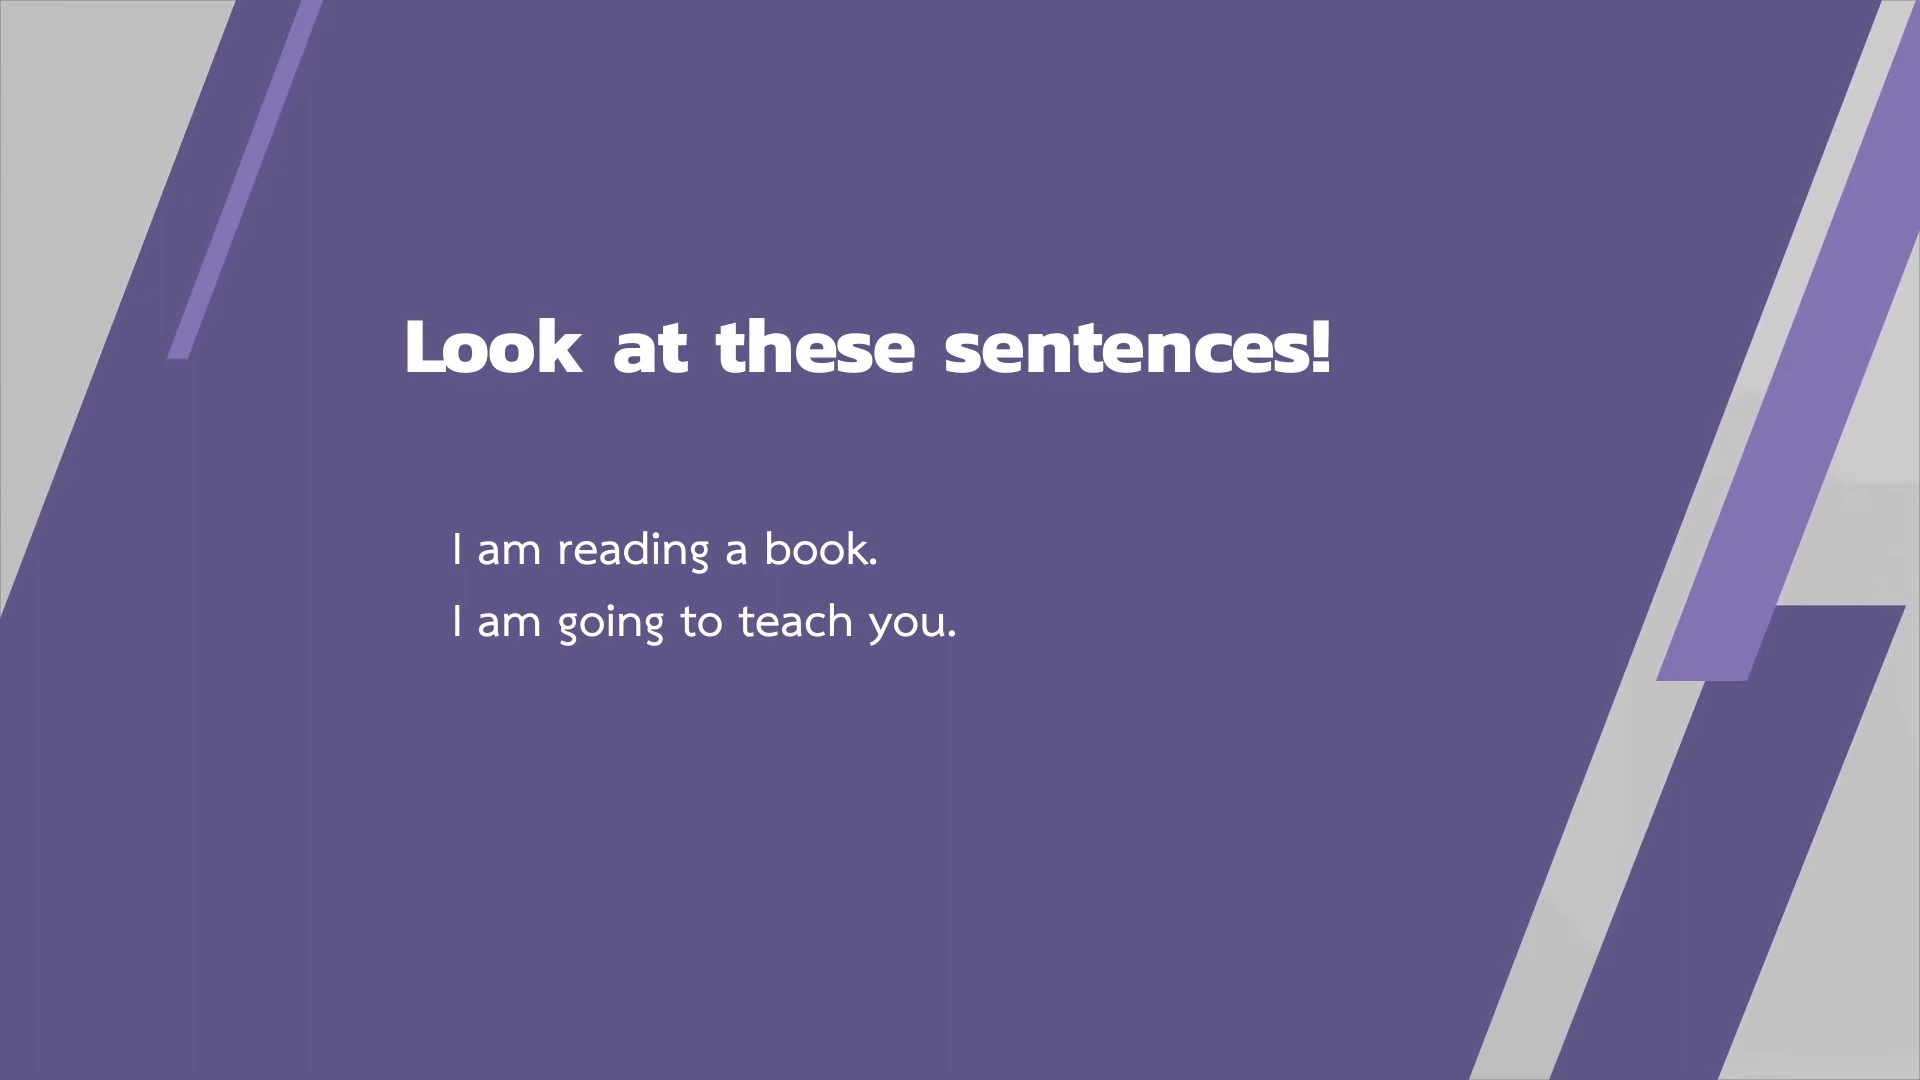 Look at these sentences!
I am reading a book.
I am going to teach you.